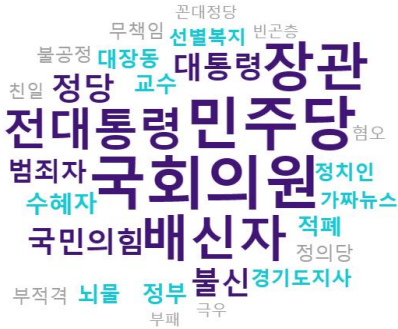 꼰대정당
무책임 선별복지 빈곤층
불공정 대장동 대통령 장관
친일 정당 교수
전대통령 민주당 혐오
범죄자 국회의원 정치인
수혜자 가짜뉴스
국민의힘 배신자 적폐
정의당
불신 경기도지사
부적격 뇌물 정부
부패 극우